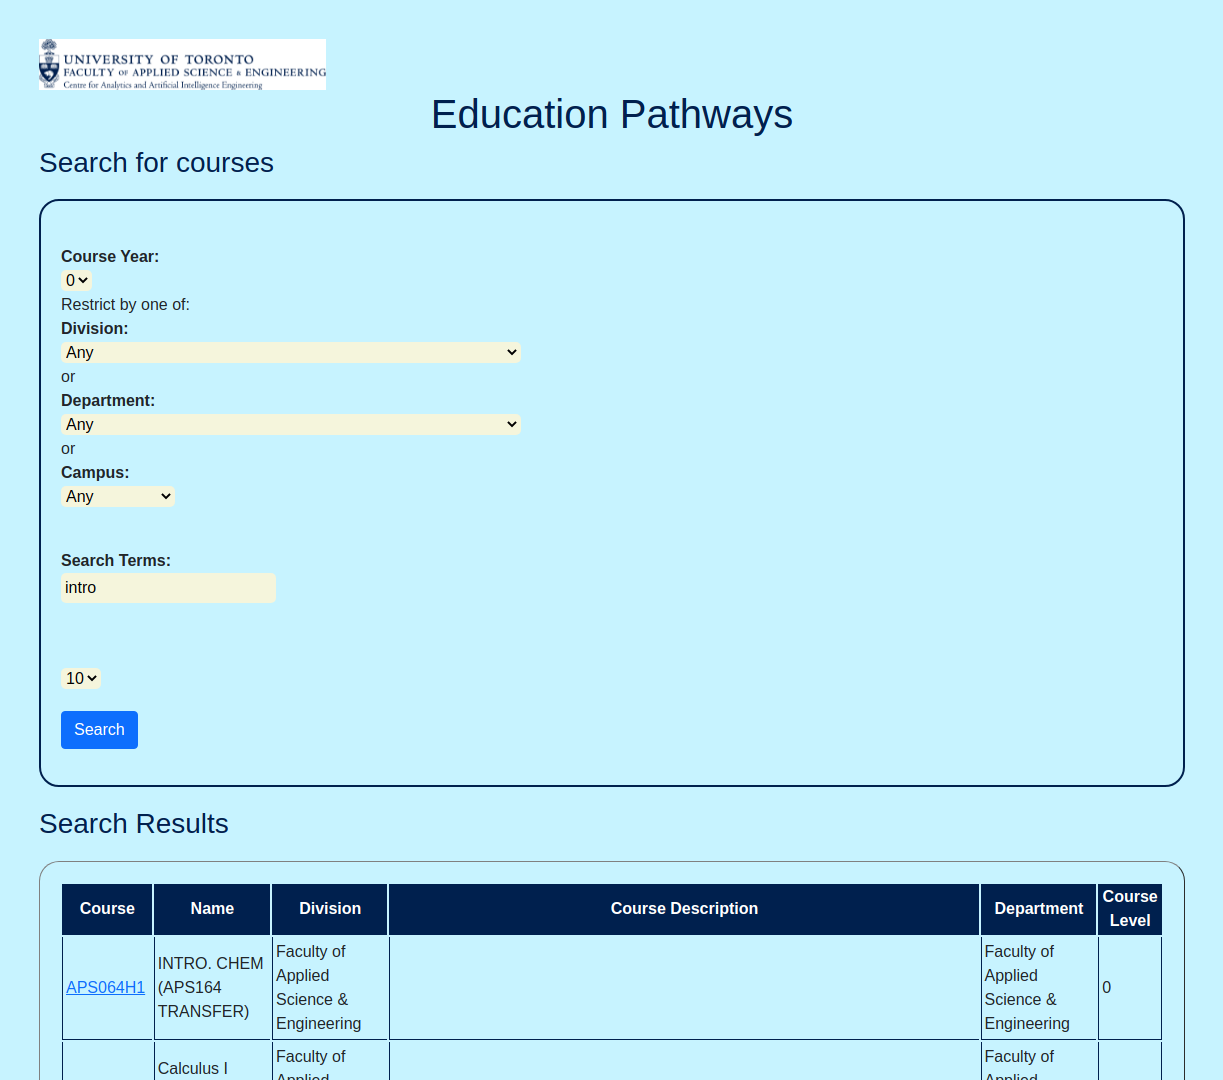 UNIVERSITY OF TORONTO
FACULTY OF APPLIED SCIENCE & ENGINEERING
Centre for Analytics and Artificial Intelligence Engineering
Education Pathways
Search for courses
Course Year:
0
Restrict by one of:
Division:
Any
or
Department:
Any
or
Campus:
Any
Search Terms:
intro
10
Search
Search Results
Course Name Division Course Description Department Course Level
APS064H1
INTRO. CHEM
(APS164
TRANSFER)
Faculty of
Applied
Science &
Engineering
Faculty of
Applied
Science &
Engineering
0
Calculus I
Faculty of
Applied
Faculty of
Applied